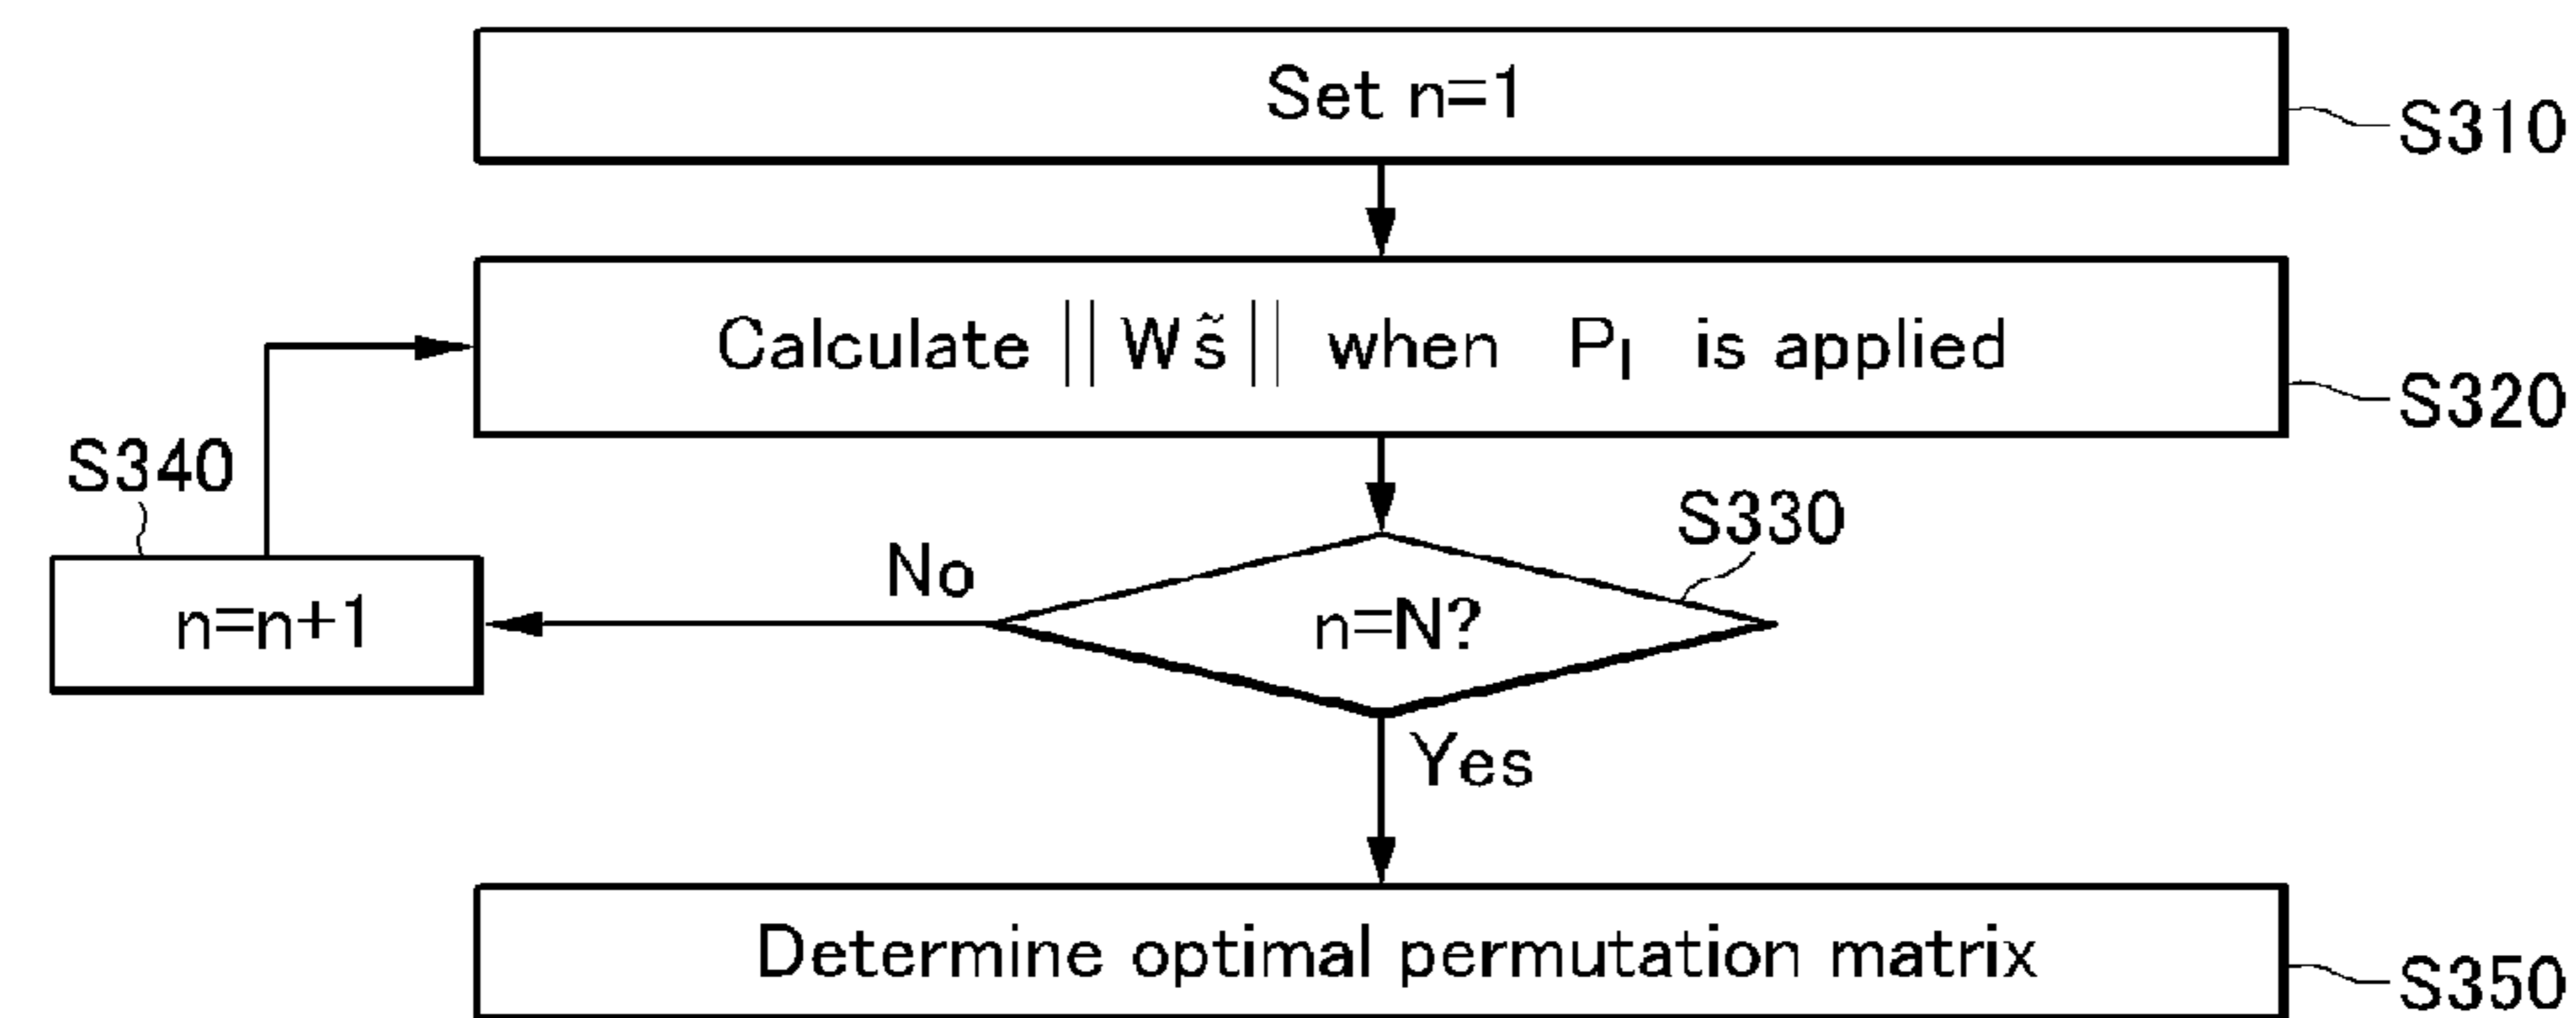 Set n=1
S310
Calculate || W s̃ || when P_l is applied
S320
S340
S330
No
n=n+1
n=N?
Yes
Determine optimal permutation matrix
S350